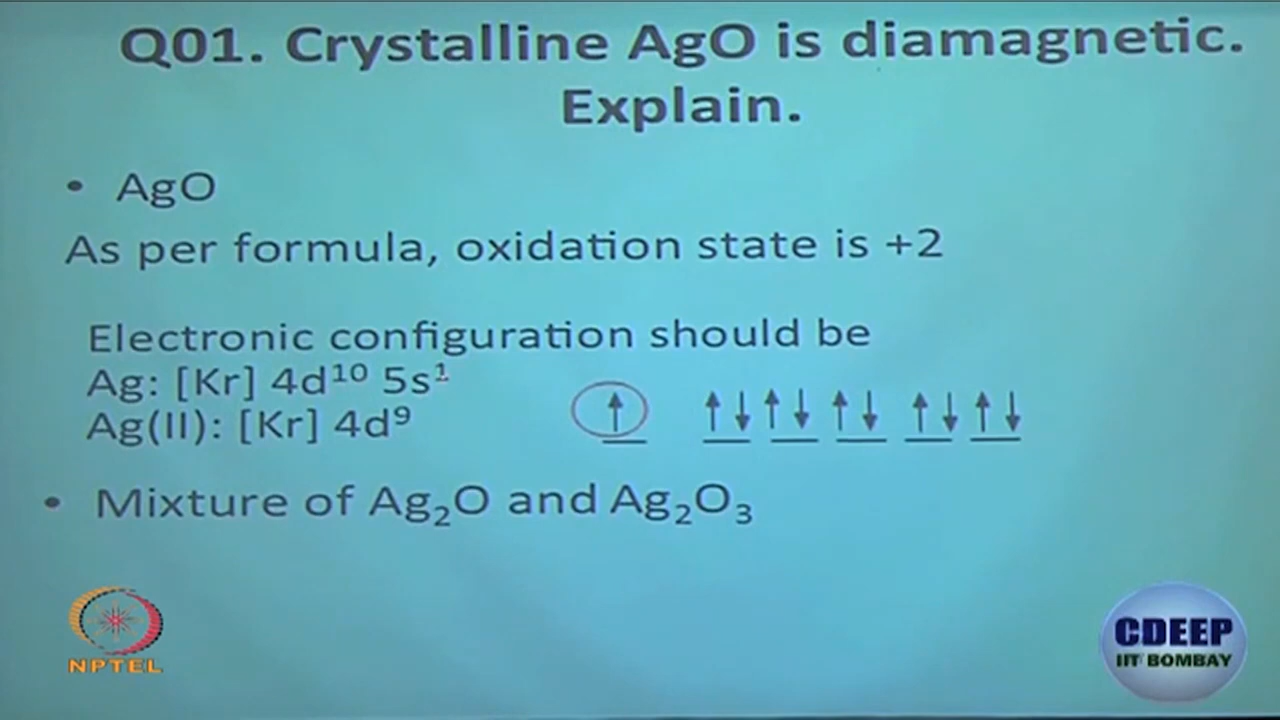 Q01. Crystalline AgO is diamagnetic.
Explain.
• AgO
As per formula, oxidation state is +2
Electronic configuration should be
Ag: [Kr] 4d¹⁰ 5s¹
Ag(II): [Kr] 4d⁹
• Mixture of Ag₂O and Ag₂O₃
NPTEL
CDEEP
IIT BOMBAY